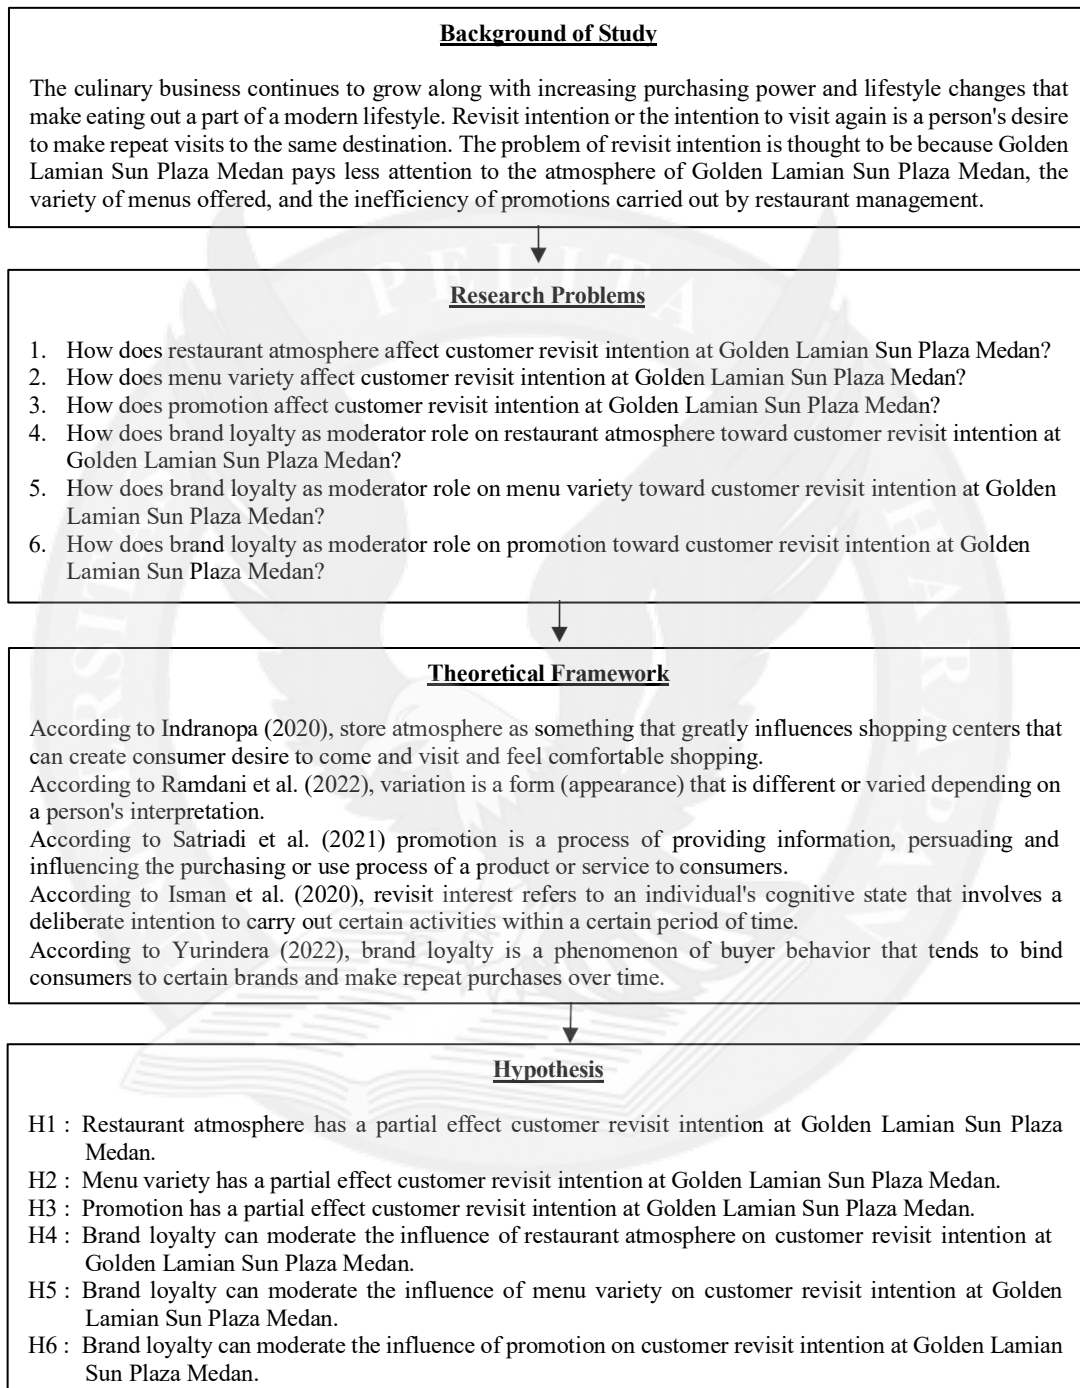 Background of Study
The culinary business continues to grow along with increasing purchasing power and lifestyle changes that
make eating out a part of a modern lifestyle. Revisit intention or the intention to visit again is a person's desire
to make repeat visits to the same destination. The problem of revisit intention is thought to be because Golden
Lamian Sun Plaza Medan pays less attention to the atmosphere of Golden Lamian Sun Plaza Medan, the
variety of menus offered, and the inefficiency of promotions carried out by restaurant management.
PELITA
Research Problems
1. How does restaurant atmosphere affect customer revisit intention at Golden Lamian Sun Plaza Medan?
2. How does menu variety affect customer revisit intention at Golden Lamian Sun Plaza Medan?
3. How does promotion affect customer revisit intention at Golden Lamian Sun Plaza Medan?
4. How does brand loyalty as moderator role on restaurant atmosphere toward customer revisit intention at
Golden Lamian Sun Plaza Medan?
5. How does brand loyalty as moderator role on menu variety toward customer revisit intention at Golden
Lamian Sun Plaza Medan?
6. How does brand loyalty as moderator role on promotion toward customer revisit intention at Golden
Lamian Sun Plaza Medan?
HARAPAN
Theoretical Framework
According to Indranopa (2020), store atmosphere as something that greatly influences shopping centers that
can create consumer desire to come and visit and feel comfortable shopping.
According to Ramdani et al. (2022), variation is a form (appearance) that is different or varied depending on
a person's interpretation.
According to Satriadi et al. (2021) promotion is a process of providing information, persuading and
influencing the purchasing or use process of a product or service to consumers.
According to Isman et al. (2020), revisit interest refers to an individual's cognitive state that involves a
deliberate intention to carry out certain activities within a certain period of time.
According to Yurindera (2022), brand loyalty is a phenomenon of buyer behavior that tends to bind
consumers to certain brands and make repeat purchases over time.
Hypothesis
H1 : Restaurant atmosphere has a partial effect customer revisit intention at Golden Lamian Sun Plaza
Medan.
H2 : Menu variety has a partial effect customer revisit intention at Golden Lamian Sun Plaza Medan.
H3 : Promotion has a partial effect customer revisit intention at Golden Lamian Sun Plaza Medan.
H4 : Brand loyalty can moderate the influence of restaurant atmosphere on customer revisit intention at
Golden Lamian Sun Plaza Medan.
H5 : Brand loyalty can moderate the influence of menu variety on customer revisit intention at Golden
Lamian Sun Plaza Medan.
H6 : Brand loyalty can moderate the influence of promotion on customer revisit intention at Golden Lamian
Sun Plaza Medan.